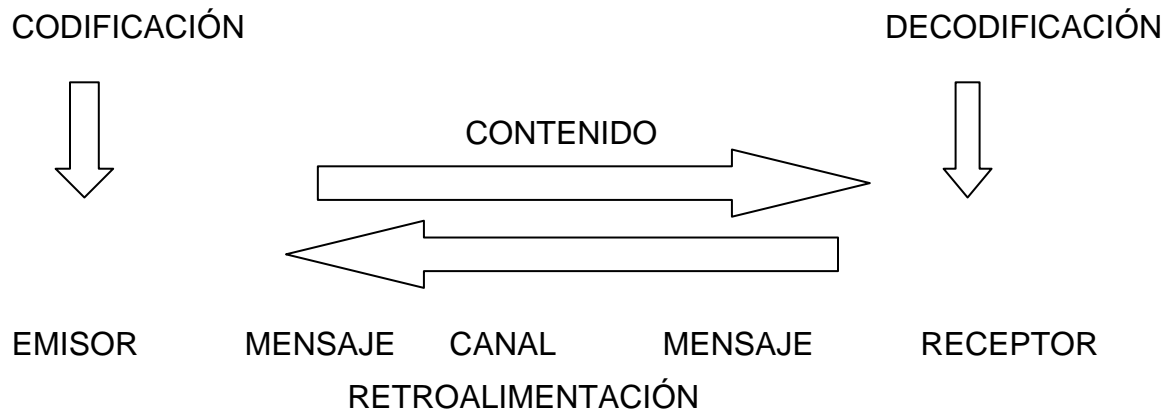 CODIFICACIÓN DECODIFICACIÓN
CONTENIDO
EMISOR MENSAJE CANAL MENSAJE RECEPTOR
RETROALIMENTACIÓN